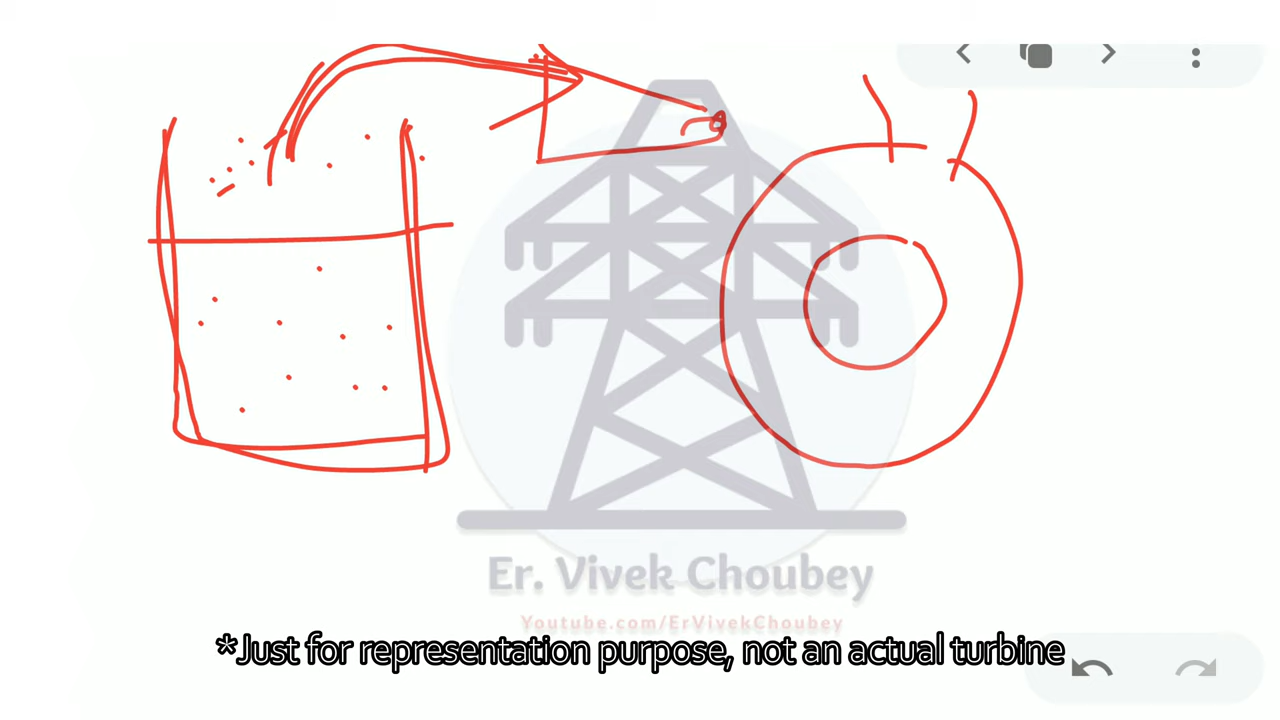 Er. Vivek Choubey
Youtube.com/ErVivekChoubey
*Just for representation purpose, not an actual turbine